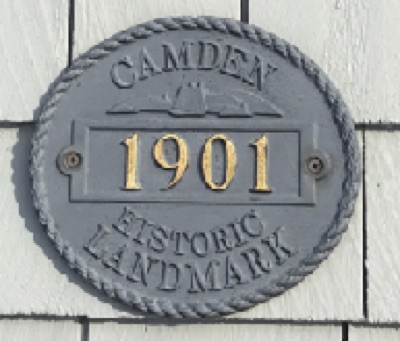 CAMDEN
1901
HISTORIC
LANDMARK